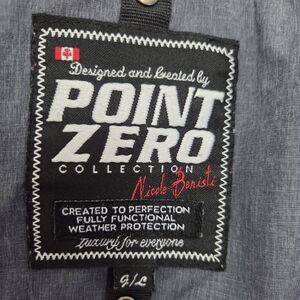 Designed and Created by
POINT
ZERO
COLLECTION
Nicole Benisti
CREATED TO PERFECTION
FULLY FUNCTIONAL
WEATHER PROTECTION
Luxury for everyone
G/L